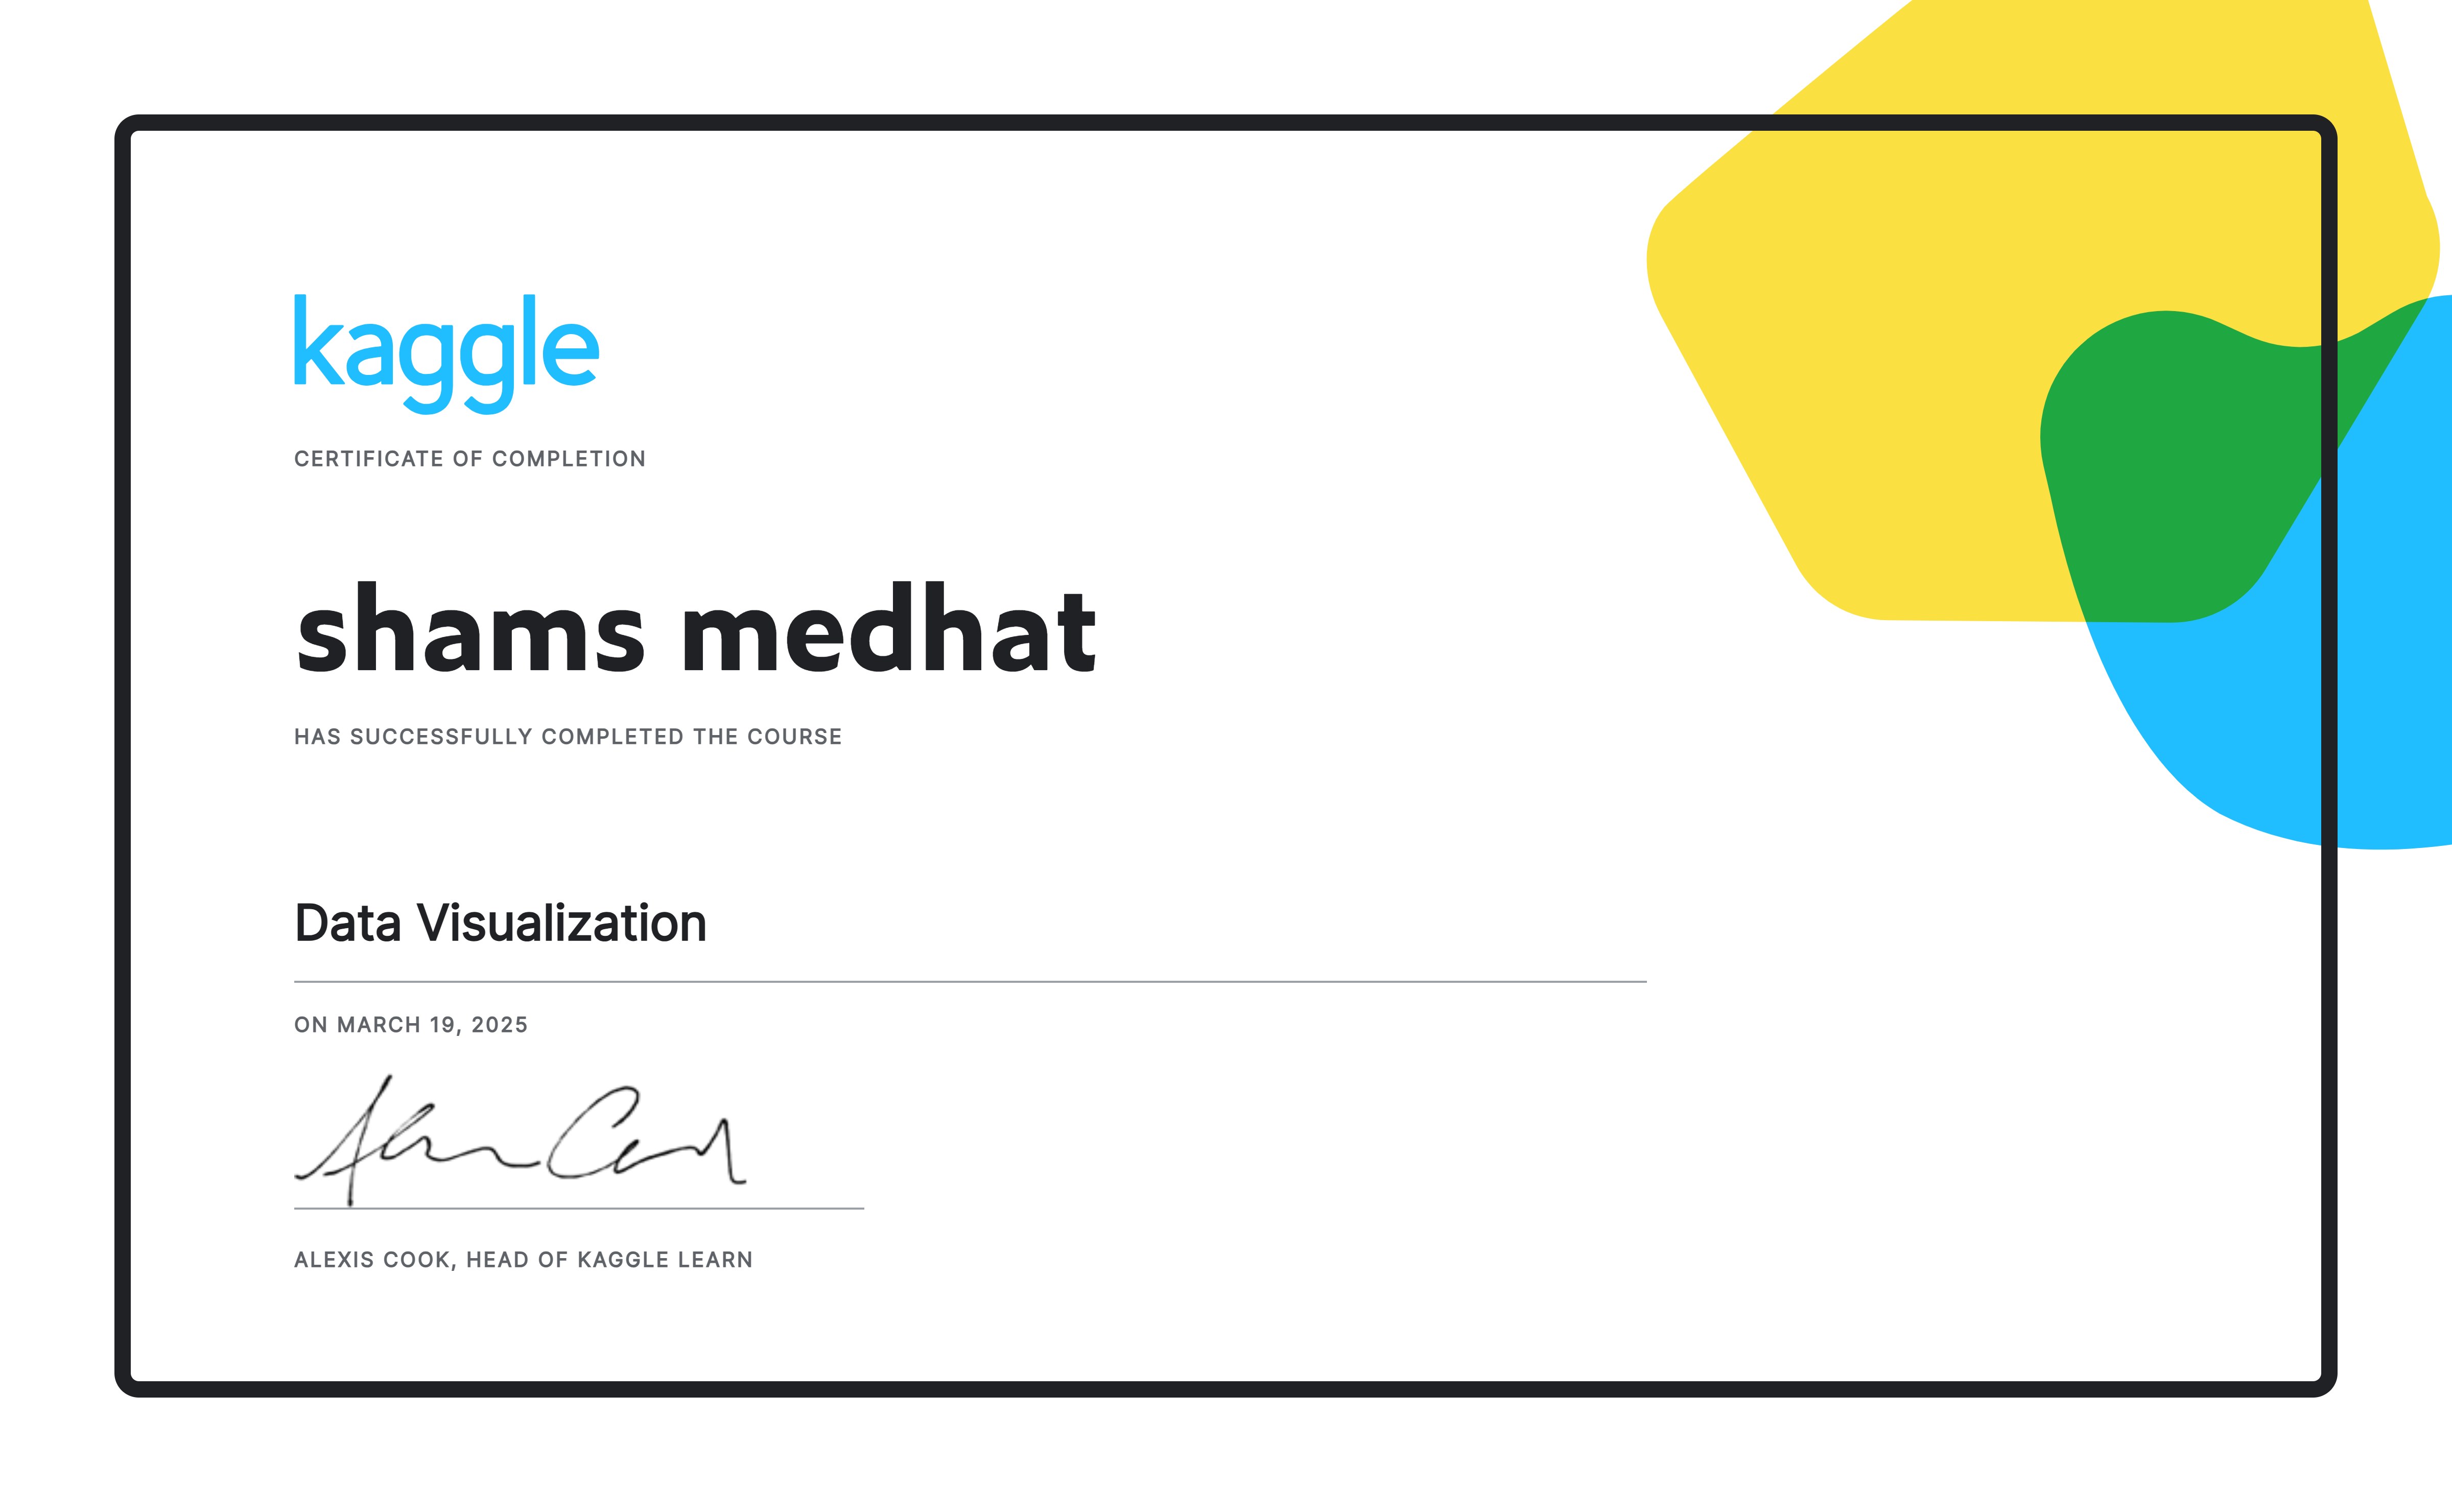 kaggle
CERTIFICATE OF COMPLETION
shams medhat
HAS SUCCESSFULLY COMPLETED THE COURSE
Data Visualization
ON MARCH 19, 2025
ALEXIS COOK, HEAD OF KAGGLE LEARN